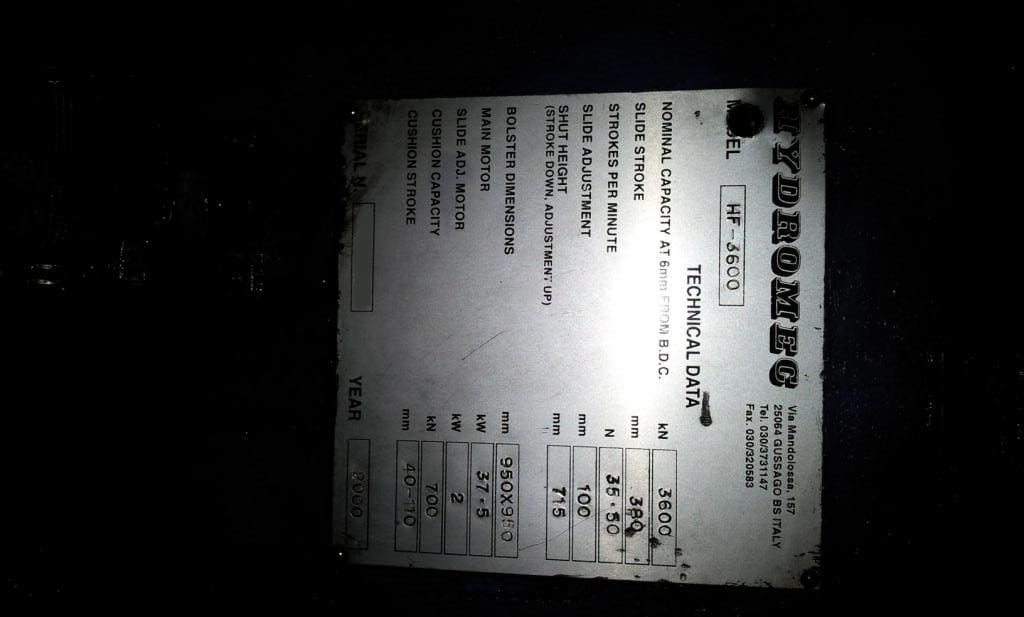 HYDROMEC
Via Mandolossa, 157
25064 GUSSAGO BS ITALY
Tel. 030/3731147
Fax. 030/320583
MODEL HF-3600
TECHNICAL DATA
NOMINAL CAPACITY AT 6mm FROM B.D.C. kN 3600
SLIDE STROKE mm 380
STROKES PER MINUTE N 35÷50
SLIDE ADJUSTMENT mm 100
SHUT HEIGHT mm 715
(STROKE DOWN, ADJUSTMENT UP)
BOLSTER DIMENSIONS mm 950X950
MAIN MOTOR kW 37.5
SLIDE ADJ. MOTOR kW 2
CUSHION CAPACITY kN 700
CUSHION STROKE mm 40-110
SERIAL N. YEAR 2000